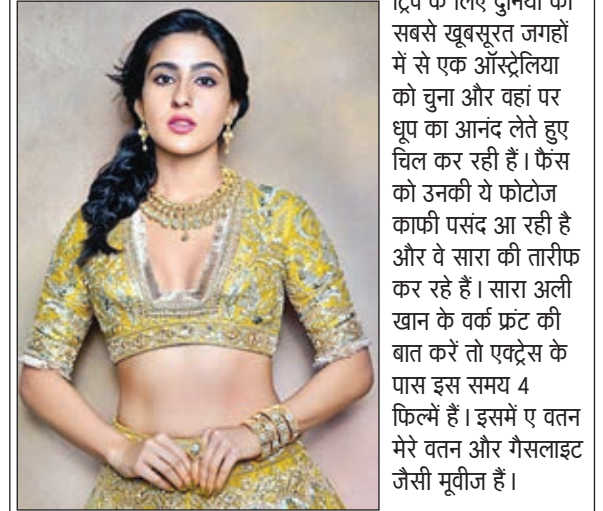 के लिए
सबसे खूबसूरत जगहों
में से एक ऑस्ट्रेलिया
को चुना और वहां पर
धूप का आनंद लेते हुए
चिल कर रही हैं। फैंस
को उनकी ये फोटोज
काफी पसंद आ रही है
और वे सारा की तारीफ
कर रहे हैं। सारा अली
खान के वर्क फ्रंट की
बात करें तो एक्ट्रेस के
पास इस समय 4
फिल्में हैं। इसमें ए वतन
मेरे वतन और गैसलाइट
जैसी मूवीज हैं।